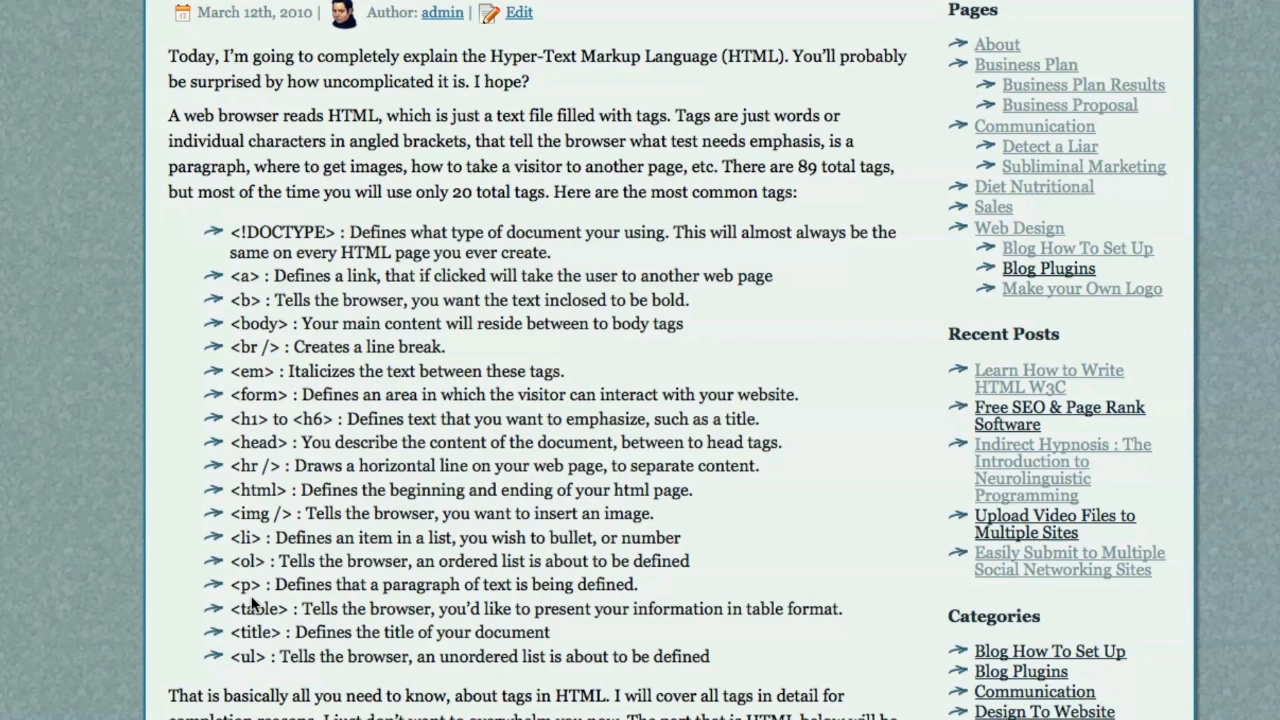 March 12th, 2010 | Author: admin | Edit
Today, I'm going to completely explain the Hyper-Text Markup Language (HTML). You'll probably
be surprised by how uncomplicated it is. I hope?
A web browser reads HTML, which is just a text file filled with tags. Tags are just words or
individual characters in angled brackets, that tell the browser what test needs emphasis, is a
paragraph, where to get images, how to take a visitor to another page, etc. There are 89 total tags,
but most of the time you will use only 20 total tags. Here are the most common tags:
<!DOCTYPE> : Defines what type of document your using. This will almost always be the
same on every HTML page you ever create.
<a> : Defines a link, that if clicked will take the user to another web page
<b> : Tells the browser, you want the text inclosed to be bold.
<body> : Your main content will reside between to body tags
<br /> : Creates a line break.
<em> : Italicizes the text between these tags.
<form> : Defines an area in which the visitor can interact with your website.
<h1> to <h6> : Defines text that you want to emphasize, such as a title.
<head> : You describe the content of the document, between to head tags.
<hr /> : Draws a horizontal line on your web page, to separate content.
<html> : Defines the beginning and ending of your html page.
<img /> : Tells the browser, you want to insert an image.
<li> : Defines an item in a list, you wish to bullet, or number
<ol> : Tells the browser, an ordered list is about to be defined
<p> : Defines that a paragraph of text is being defined.
<table> : Tells the browser, you'd like to present your information in table format.
<title> : Defines the title of your document
<ul> : Tells the browser, an unordered list is about to be defined
That is basically all you need to know, about tags in HTML. I will cover all tags in detail for
completion reasons. I just don't want to overwhelm you now. The part that is HTML below will be
Pages
About
Business Plan
Business Plan Results
Business Proposal
Communication
Detect a Liar
Subliminal Marketing
Diet Nutritional
Sales
Web Design
Blog How To Set Up
Blog Plugins
Make your Own Logo
Recent Posts
Learn How to Write
HTML W3C
Free SEO & Page Rank
Software
Indirect Hypnosis : The
Introduction to
Neurolinguistic
Programming
Upload Video Files to
Multiple Sites
Easily Submit to Multiple
Social Networking Sites
Categories
Blog How To Set Up
Blog Plugins
Communication
Design To Website